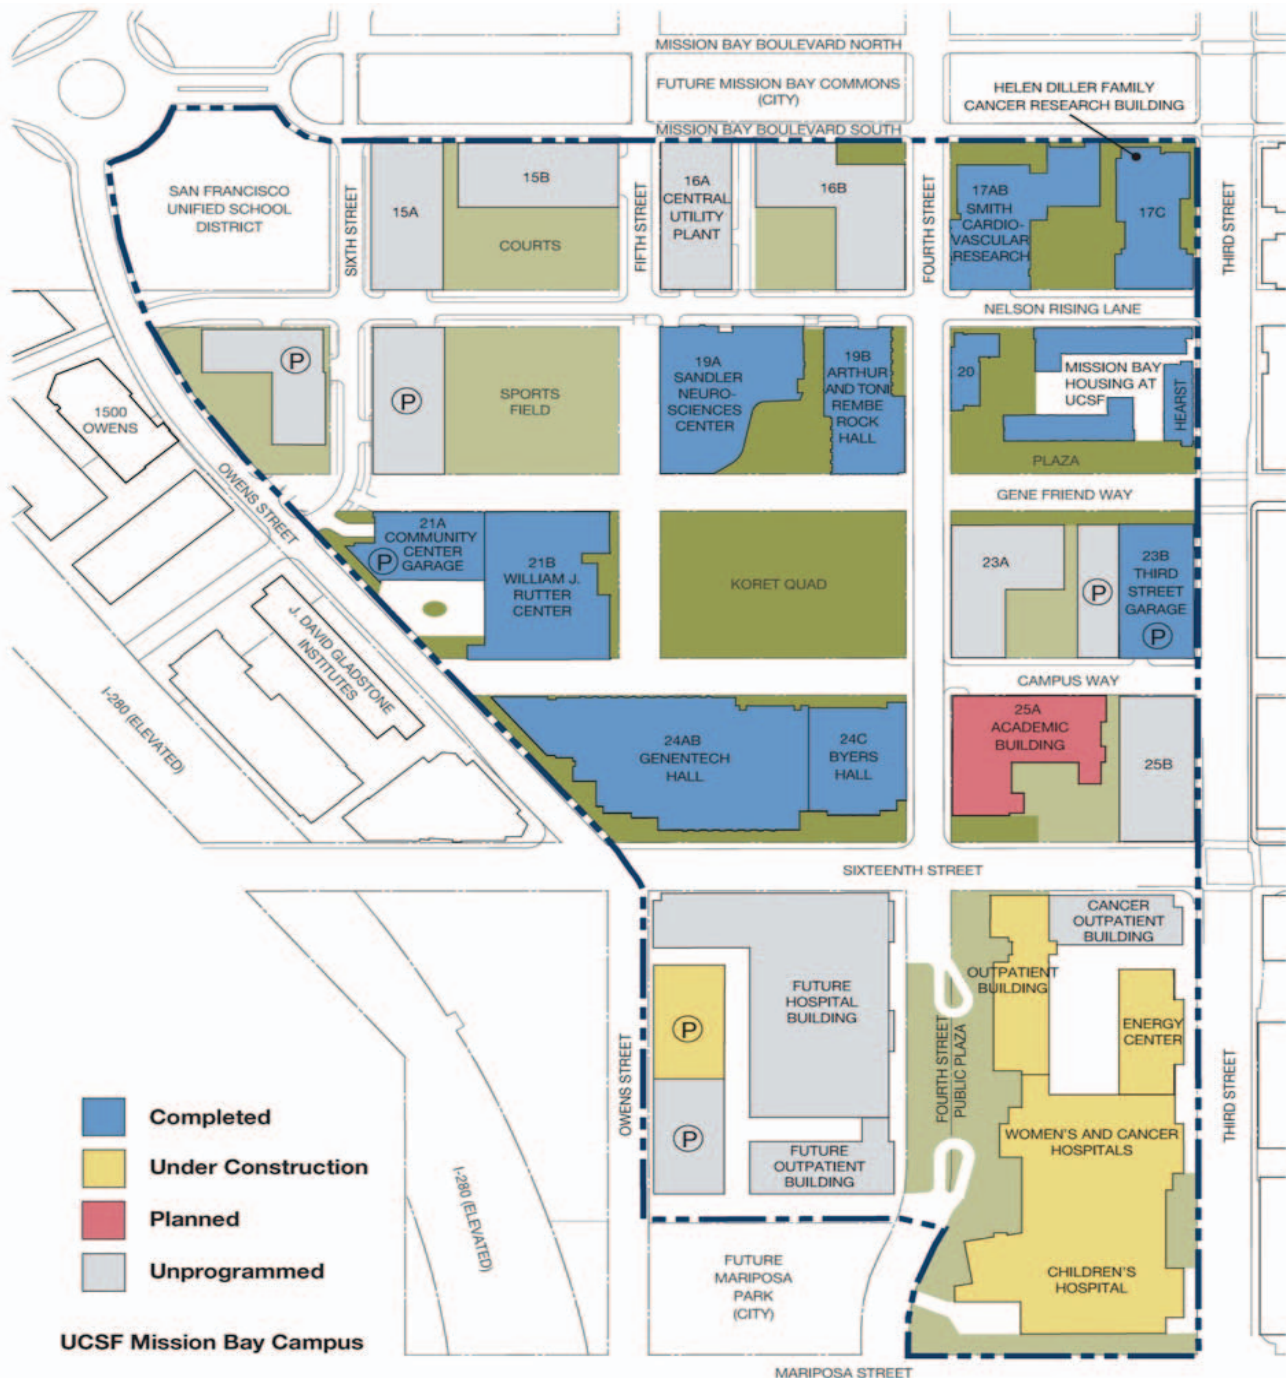 MISSION BAY BOULEVARD NORTH
FUTURE MISSION BAY COMMONS
(CITY)
HELEN DILLER FAMILY
CANCER RESEARCH BUILDING
MISSION BAY BOULEVARD SOUTH
SAN FRANCISCO
UNIFIED SCHOOL
DISTRICT
SIXTH STREET
15A
15B
COURTS
FIFTH STREET
16A
CENTRAL
UTILITY
PLANT
16B
FOURTH STREET
17AB
SMITH
CARDIO-
VASCULAR
RESEARCH
17C
THIRD STREET
NELSON RISING LANE
P
P
SPORTS
FIELD
19A
SANDLER
NEURO-
SCIENCES
CENTER
19B
ARTHUR
AND TONI
REMBE
ROCK
HALL
20
MISSION BAY
HOUSING AT
UCSF
HEARST
PLAZA
1500
OWENS
OWENS STREET
GENE FRIEND WAY
21A
COMMUNITY
CENTER
GARAGE
P
21B
WILLIAM J.
RUTTER
CENTER
KORET QUAD
23A
P
23B
THIRD
STREET
GARAGE
P
J. DAVID GLADSTONE
INSTITUTES
I-280 (ELEVATED)
CAMPUS WAY
24AB
GENENTECH
HALL
24C
BYERS
HALL
25A
ACADEMIC
BUILDING
25B
SIXTEENTH STREET
CANCER
OUTPATIENT
BUILDING
OUTPATIENT
BUILDING
FUTURE
HOSPITAL
BUILDING
P
ENERGY
CENTER
OWENS STREET
FOURTH STREET
PUBLIC PLAZA
THIRD STREET
P
FUTURE
OUTPATIENT
BUILDING
WOMEN'S AND CANCER
HOSPITALS
CHILDREN'S
HOSPITAL
FUTURE
MARIPOSA
PARK
(CITY)
I-280 (ELEVATED)
MARIPOSA STREET
Completed
Under Construction
Planned
Unprogrammed
UCSF Mission Bay Campus